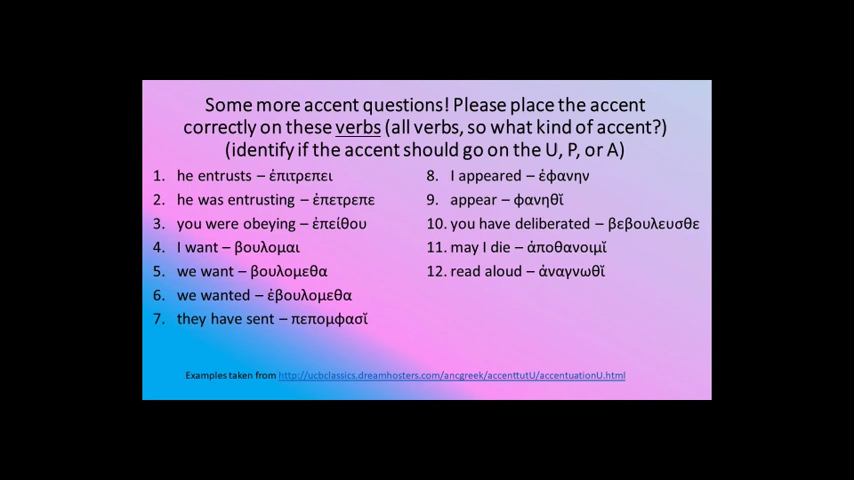 Some more accent questions! Please place the accent
correctly on these verbs (all verbs, so what kind of accent?)
(identify if the accent should go on the U, P, or A)
1. he entrusts – ἐπιτρεπει
2. he was entrusting – ἐπετρεπε
3. you were obeying – ἐπείθου
4. I want – βουλομαι
5. we want – βουλομεθα
6. we wanted – ἐβουλομεθα
7. they have sent – πεπομφασῐ
8. I appeared – ἐφανην
9. appear – φανηθῐ
10. you have deliberated – βεβουλευσθε
11. may I die – ἀποθανοιμῐ
12. read aloud – ἀναγνωθῐ
Examples taken from http://ucbclassics.dreamhosters.com/ancgreek/accenttutU/accentuationU.html